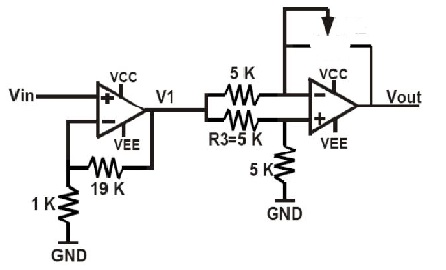 VCC
Vin
V1
VEE
19 K
1 K
GND
5 K
R3=5 K
VCC
Vout
VEE
5 K
GND